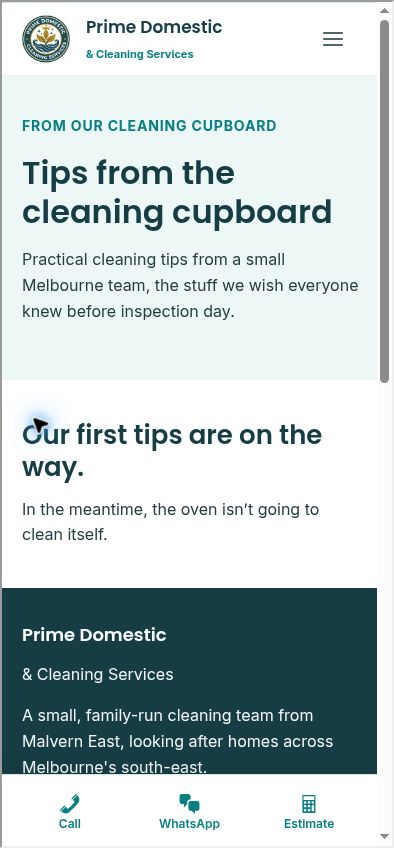 PRIME DOMESTIC
Prime Domestic
& Cleaning Services
FROM OUR CLEANING CUPBOARD
Tips from the
cleaning cupboard
Practical cleaning tips from a small
Melbourne team, the stuff we wish everyone
knew before inspection day.
Our first tips are on the
way.
In the meantime, the oven isn’t going to
clean itself.
Prime Domestic
& Cleaning Services
A small, family-run cleaning team from
Malvern East, looking after homes across
Melbourne's south-east.
Call
WhatsApp
Estimate